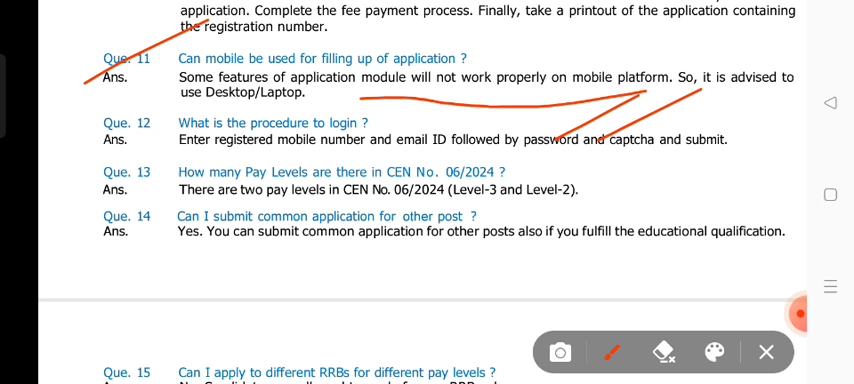 application. Complete the fee payment process. Finally, take a printout of the application containing
the registration number.
Que. 11 Can mobile be used for filling up of application ?
Ans. Some features of application module will not work properly on mobile platform. So, it is advised to
use Desktop/Laptop.
Que. 12 What is the procedure to login ?
Ans. Enter registered mobile number and email ID followed by password and captcha and submit.
Que. 13 How many Pay Levels are there in CEN No. 06/2024 ?
Ans. There are two pay levels in CEN No. 06/2024 (Level-3 and Level-2).
Que. 14 Can I submit common application for other post ?
Ans. Yes. You can submit common application for other posts also if you fulfill the educational qualification.
Que. 15 Can I apply to different RRBs for different pay levels ?